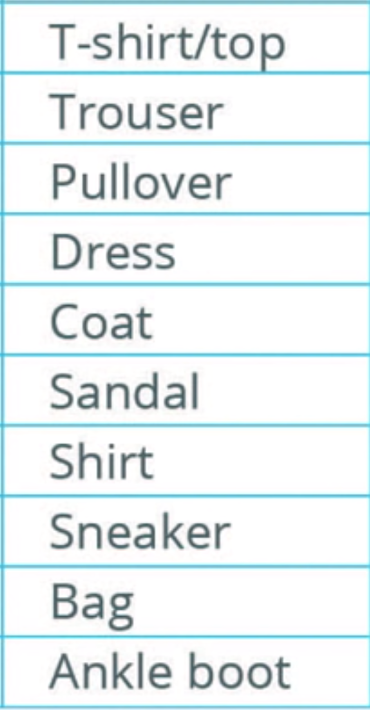 T-shirt/top
Trouser
Pullover
Dress
Coat
Sandal
Shirt
Sneaker
Bag
Ankle boot